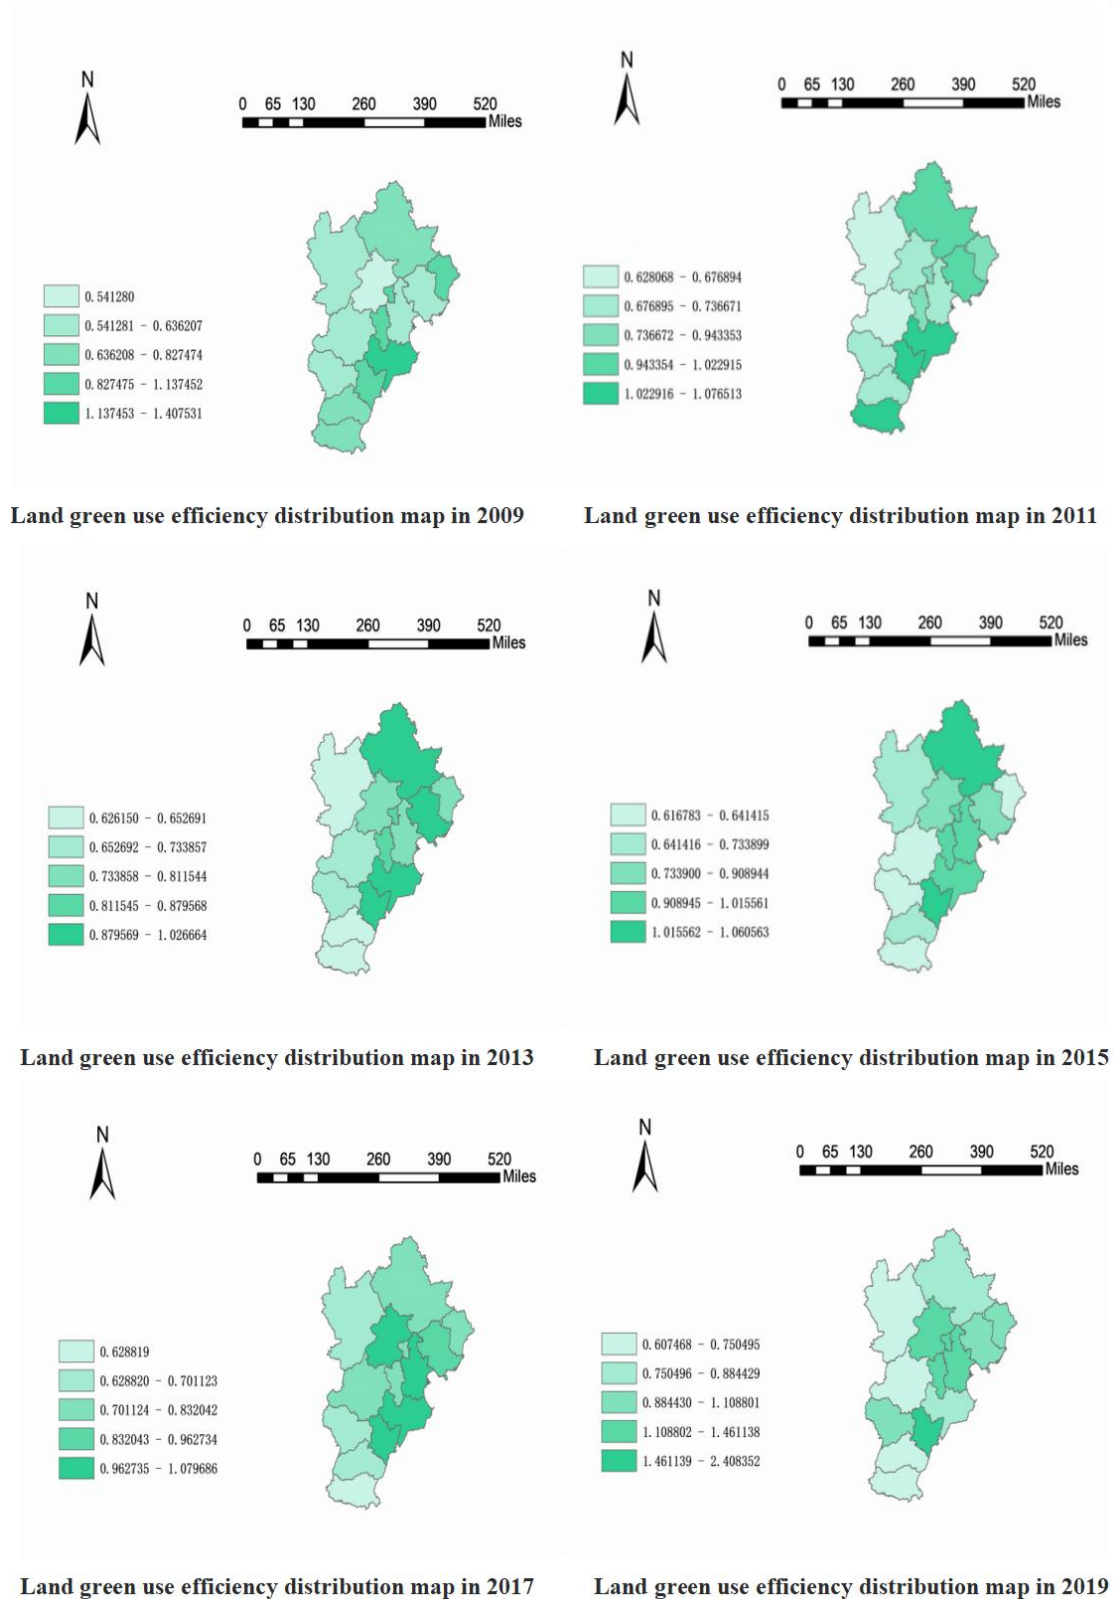 N
0 65 130 260 390 520
Miles
0.541280
0.541281 - 0.636207
0.636208 - 0.827474
0.827475 - 1.137452
1.137453 - 1.407531
Land green use efficiency distribution map in 2009
N
0 65 130 260 390 520
Miles
0.628068 - 0.676894
0.676895 - 0.736671
0.736672 - 0.943353
0.943354 - 1.022915
1.022916 - 1.076513
Land green use efficiency distribution map in 2011
N
0 65 130 260 390 520
Miles
0.626150 - 0.652691
0.652692 - 0.733857
0.733858 - 0.811544
0.811545 - 0.879568
0.879569 - 1.026664
Land green use efficiency distribution map in 2013
N
0 65 130 260 390 520
Miles
0.616783 - 0.641415
0.641416 - 0.733899
0.733900 - 0.908944
0.908945 - 1.015561
1.015562 - 1.060563
Land green use efficiency distribution map in 2015
N
0 65 130 260 390 520
Miles
0.628819
0.628820 - 0.701123
0.701124 - 0.832042
0.832043 - 0.962734
0.962735 - 1.079686
Land green use efficiency distribution map in 2017
N
0 65 130 260 390 520
Miles
0.607468 - 0.750495
0.750496 - 0.884429
0.884430 - 1.108801
1.108802 - 1.461138
1.461139 - 2.408352
Land green use efficiency distribution map in 2019